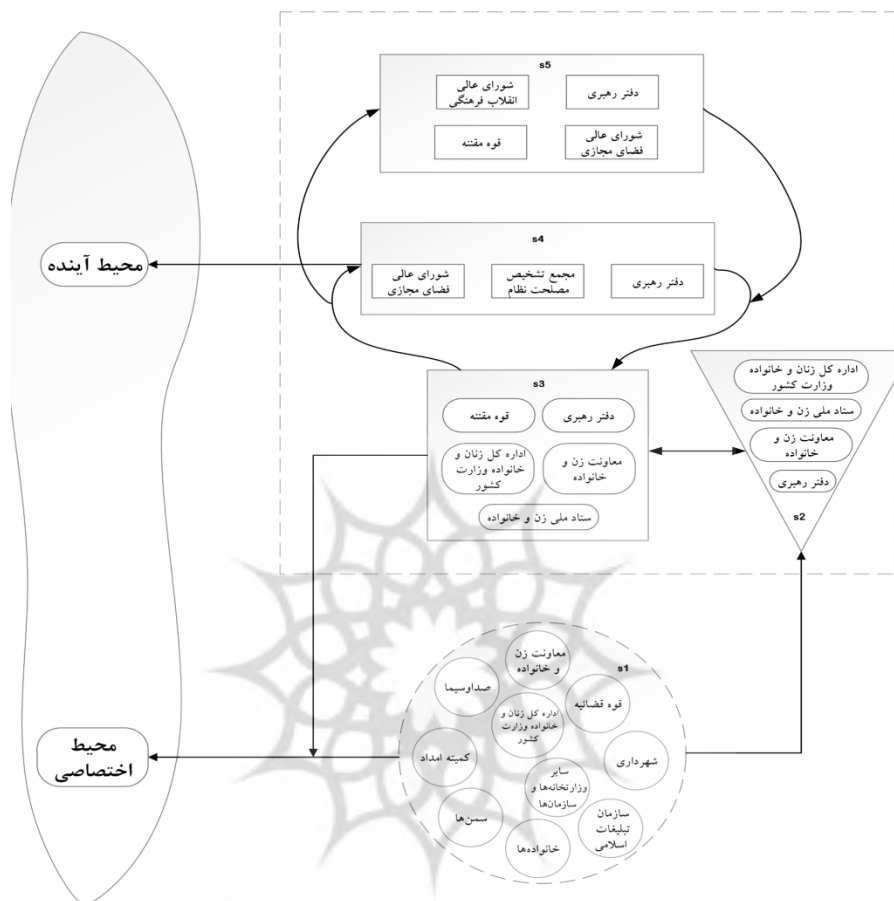 s5
دفتر رهبری
شورای عالی
انقلاب فرهنگی
شورای عالی
فضای مجازی
قوه مقننه
s4
دفتر رهبری
مجمع تشخیص
مصلحت نظام
شورای عالی
فضای مجازی
محیط آینده
s3
دفتر رهبری
قوه مقننه
معاونت زن و
خانواده
اداره کل زنان و
خانواده وزارت
کشور
ستاد ملی زن و خانواده
اداره کل زنان و خانواده
وزارت کشور
ستاد ملی زن و خانواده
معاونت زن و
خانواده
دفتر رهبری
s2
s1
معاونت زن
و خانواده
صداوسیما
قوه قضائیه
اداره کل زنان و
خانواده وزارت
کشور
شهرداری
کمیته امداد
سایر
وزارتخانه‌ها و
سازمان‌ها
سمن‌ها
سازمان
تبلیغات
اسلامی
خانواده‌ها
محیط
اختصاصی